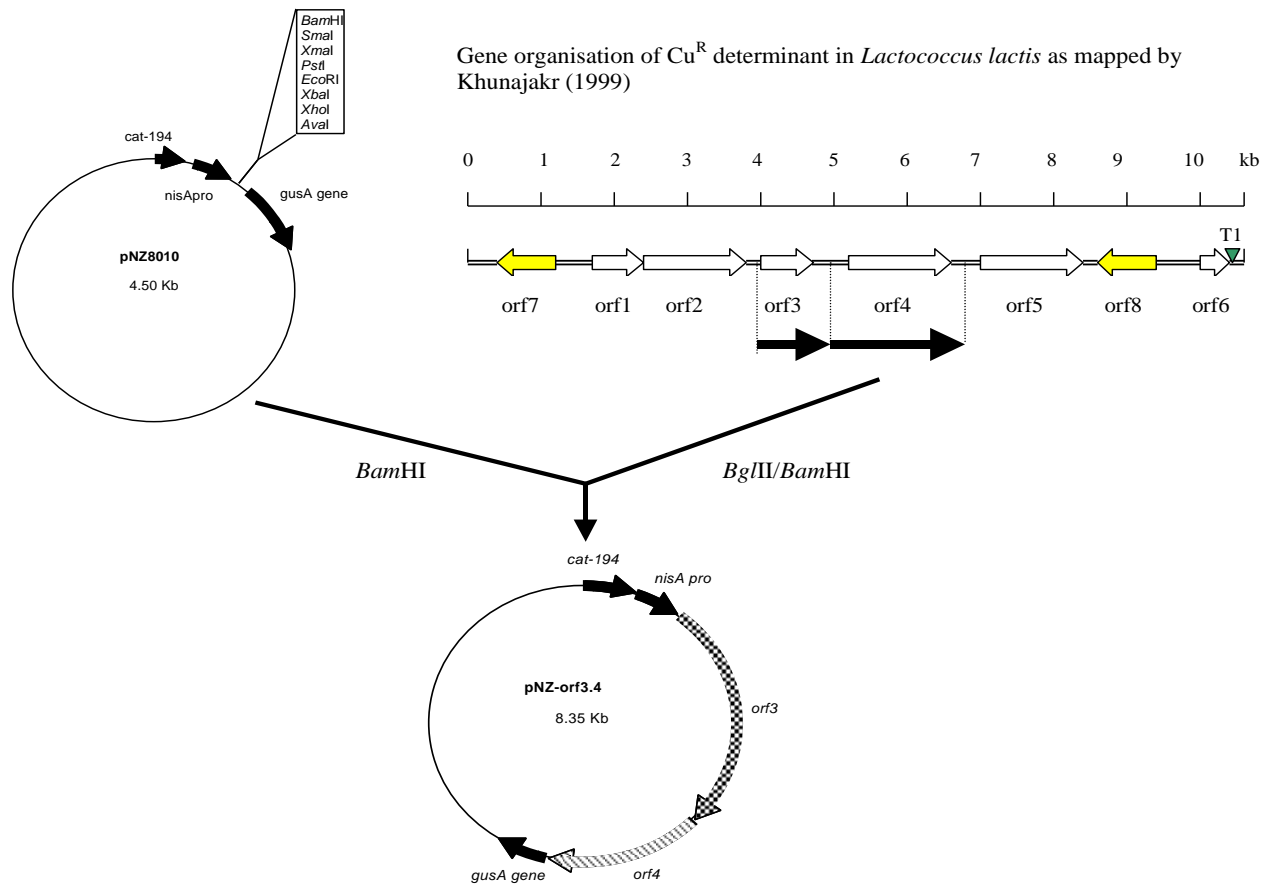 BamHI
SmaI
XmaI
PstI
EcoRI
XbaI
XhoI
AvaI
Gene organisation of CuR determinant in Lactococcus lactis as mapped by
Khunajakr (1999)
cat-194
nisApro
gusA gene
pNZ8010
4.50 Kb
0 1 2 3 4 5 6 7 8 9 10 kb
T1
orf7 orf1 orf2 orf3 orf4 orf5 orf8 orf6
BamHI
BglII/BamHI
cat-194
nisA pro
pNZ-orf3.4
8.35 Kb
orf3
orf4
gusA gene